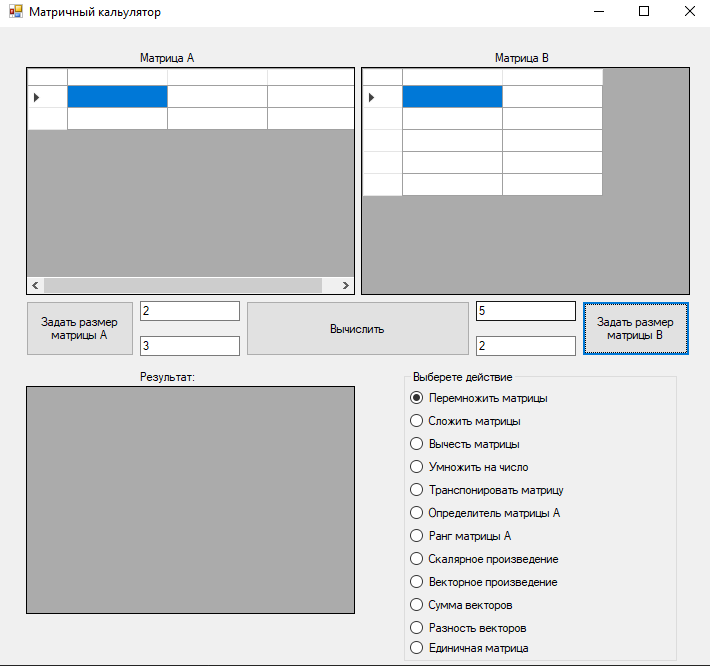 Матричный кальулятор
Матрица A
Матрица B
Задать размер
матрицы А
2
3
Вычислить
5
2
Задать размер
матрицы B
Результат:
Выберете действие
Перемножить матрицы
Сложить матрицы
Вычесть матрицы
Умножить на число
Транспонировать матрицу
Определитель матрицы А
Ранг матрицы А
Скалярное произведение
Векторное произведение
Сумма векторов
Разность векторов
Единичная матрица